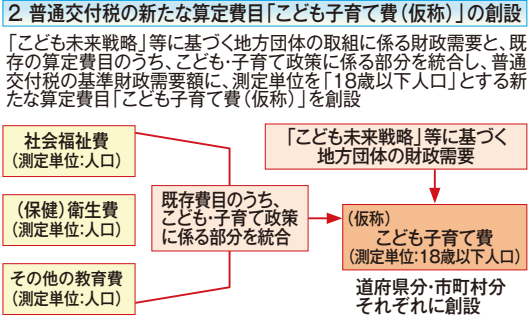 2 普通交付税の新たな算定費目「こども子育て費（仮称）」の創設
「こども未来戦略」等に基づく地方団体の取組に係る財政需要と、既
存の算定費目のうち、こども・子育て政策に係る部分を統合し、普通
交付税の基準財政需要額に、測定単位を「18歳以下人口」とする新
たな算定費目「こども子育て費（仮称）」を創設
社会福祉費
（測定単位：人口）
（保健）衛生費
（測定単位：人口）
その他の教育費
（測定単位：人口）
既存費目のうち、
こども・子育て政策
に係る部分を統合
「こども未来戦略」等に基づく
地方団体の財政需要
（仮称）
こども子育て費
（測定単位：18歳以下人口）
道府県分・市町村分
それぞれに創設